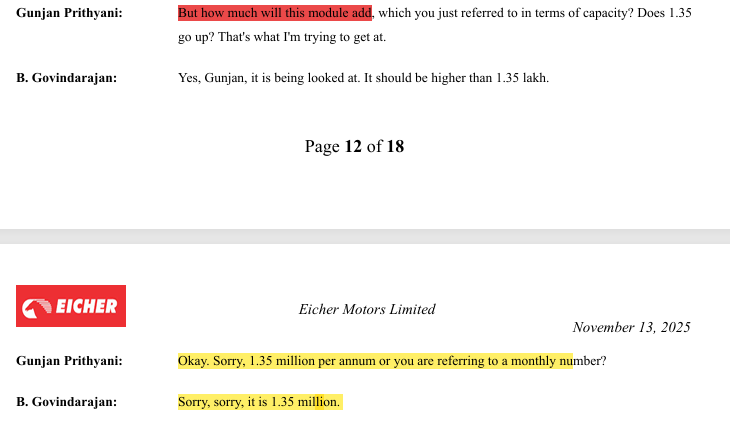 Gunjan Prithyani: But how much will this module add, which you just referred to in terms of capacity? Does 1.35
go up? That's what I'm trying to get at.
B. Govindarajan: Yes, Gunjan, it is being looked at. It should be higher than 1.35 lakh.
Page 12 of 18
EICHER
Eicher Motors Limited
November 13, 2025
Gunjan Prithyani: Okay. Sorry, 1.35 million per annum or you are referring to a monthly number?
B. Govindarajan: Sorry, sorry, it is 1.35 million.